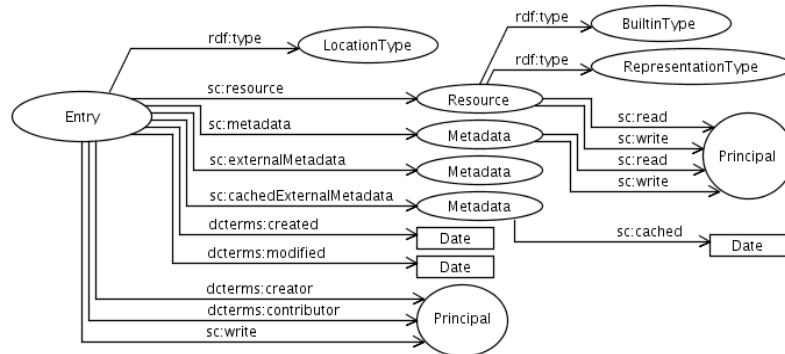 rdf:type
BuiltinType
rdf:type
LocationType
rdf:type
RepresentationType
sc:resource
Resource
Entry
sc:read
sc:metadata
Metadata
sc:write
Principal
sc:read
sc:externalMetadata
Metadata
sc:write
sc:cachedExternalMetadata
Metadata
dcterms:created
Date
sc:cached
Date
dcterms:modified
Date
dcterms:creator
dcterms:contributor
Principal
sc:write